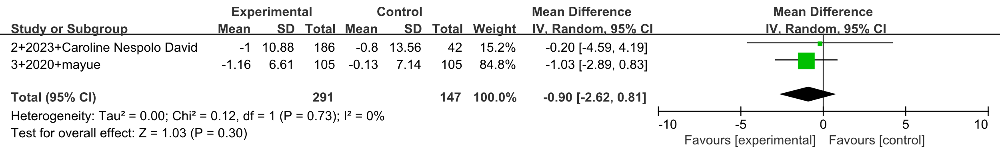 Experimental Control Mean Difference Mean Difference
Study or Subgroup Mean SD Total Mean SD Total Weight IV, Random, 95% CI IV, Random, 95% CI
2+2023+Caroline Nespolo David -1 10.88 186 -0.8 13.56 42 15.2% -0.20 [-4.59, 4.19]
3+2020+mayue -1.16 6.61 105 -0.13 7.14 105 84.8% -1.03 [-2.89, 0.83]
Total (95% CI) 291 147 100.0% -0.90 [-2.62, 0.81]
Heterogeneity: Tau² = 0.00; Chi² = 0.12, df = 1 (P = 0.73); I² = 0%
Test for overall effect: Z = 1.03 (P = 0.30)
-10 -5 0 5 10
Favours [experimental] Favours [control]